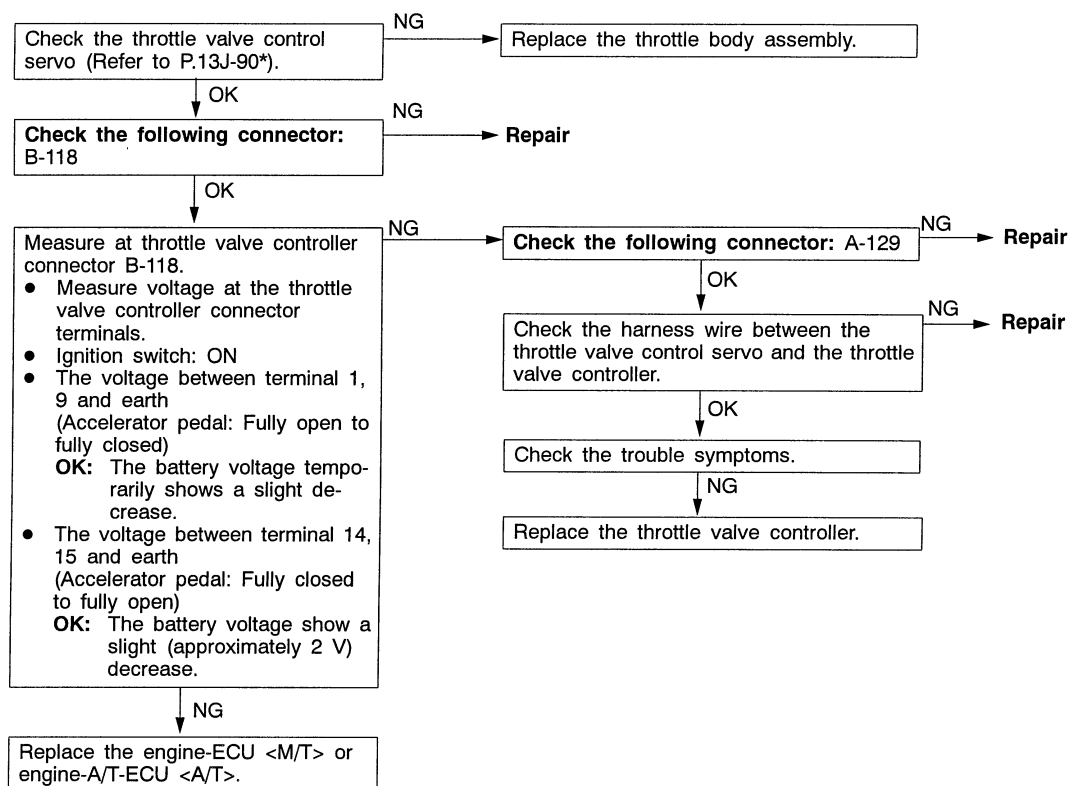 Check the throttle valve control
servo (Refer to P.13J-90*).
NG
Replace the throttle body assembly.
OK
Check the following connector:
B-118
NG
Repair
OK
Measure at throttle valve controller
connector B-118.
● Measure voltage at the throttle
valve controller connector
terminals.
● Ignition switch: ON
● The voltage between terminal 1,
9 and earth
(Accelerator pedal: Fully open to
fully closed)
OK: The battery voltage tempo-
rarily shows a slight de-
crease.
● The voltage between terminal 14,
15 and earth
(Accelerator pedal: Fully closed
to fully open)
OK: The battery voltage show a
slight (approximately 2 V)
decrease.
NG
Check the following connector: A-129
NG
Repair
OK
Check the harness wire between the
throttle valve control servo and the throttle
valve controller.
NG
Repair
OK
Check the trouble symptoms.
NG
Replace the throttle valve controller.
NG
Replace the engine-ECU <M/T> or
engine-A/T-ECU <A/T>.